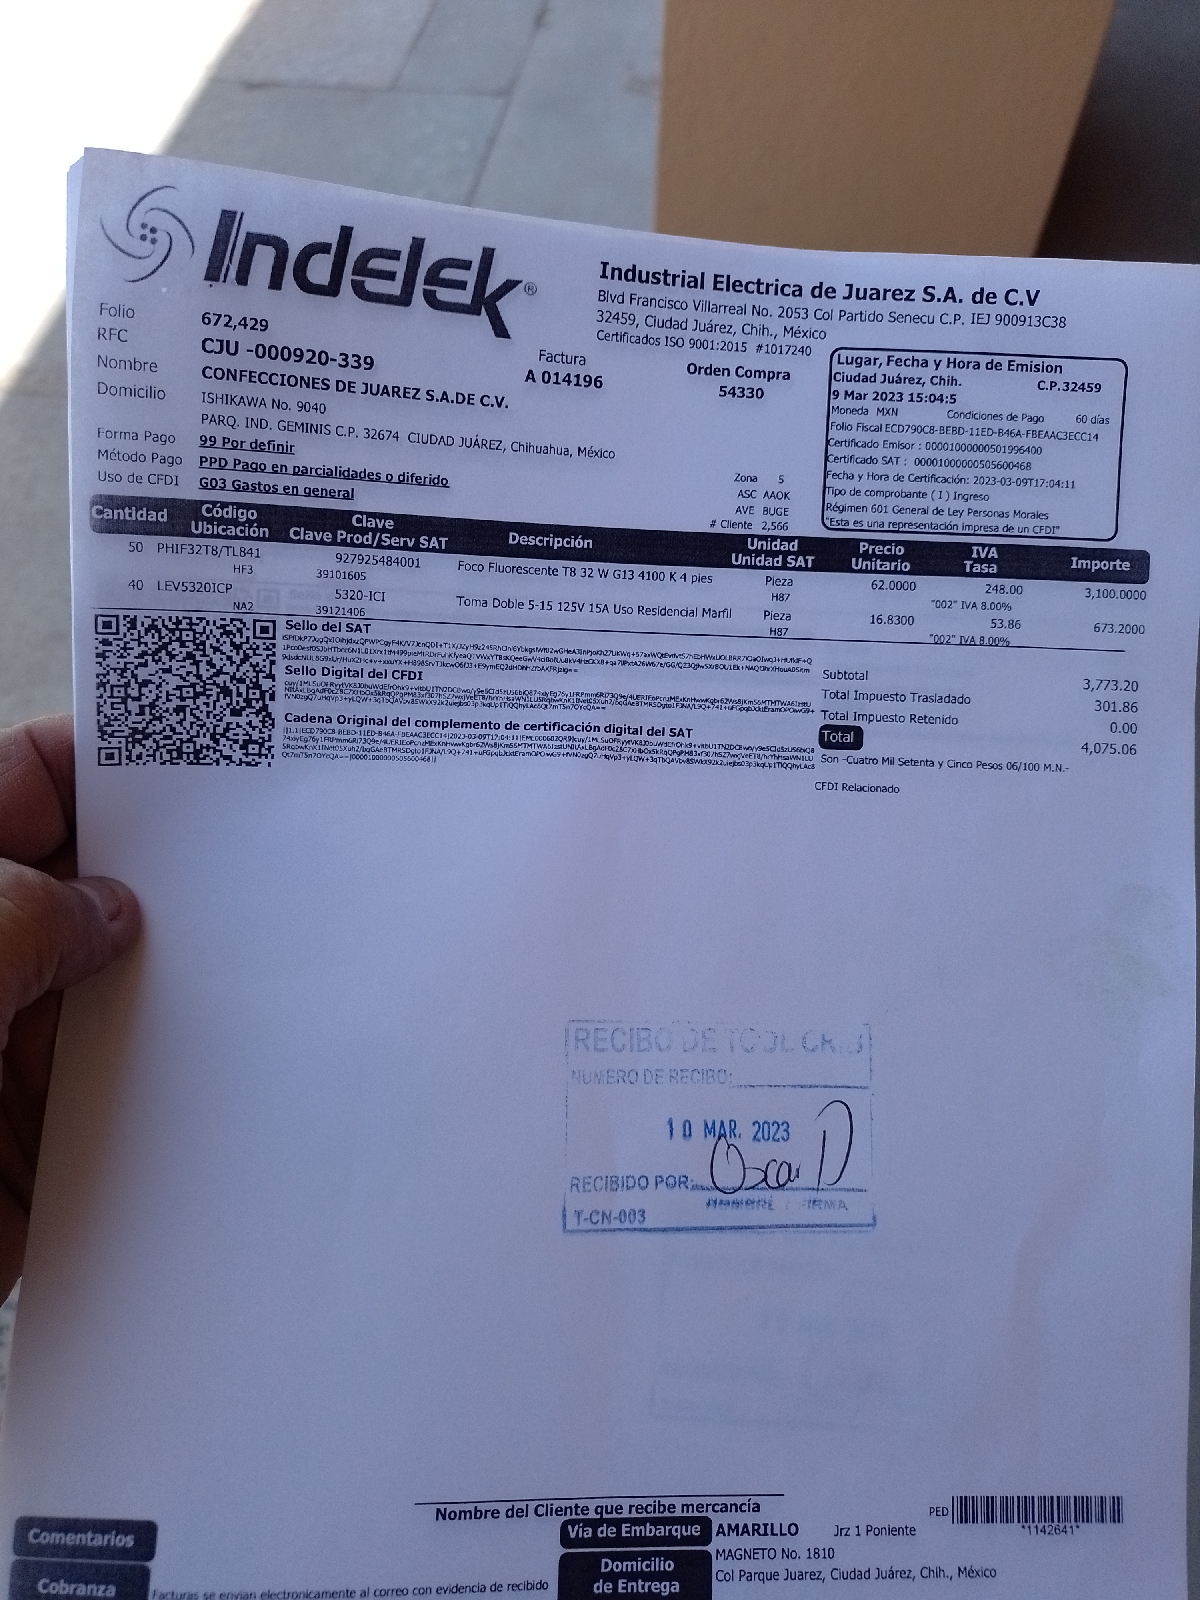 Indelek®
Industrial Electrica de Juarez S.A. de C.V
Blvd Francisco Villarreal No. 2053 Col Partido Senecu C.P. IEJ 900913C38
32459, Ciudad Juárez, Chih., México
Certificados ISO 9001:2015 #1017240
Folio 672,429
RFC CJU -000920-339
Nombre CONFECCIONES DE JUAREZ S.A.DE C.V.
Domicilio ISHIKAWA No. 9040
PARQ. IND. GEMINIS C.P. 32674 CIUDAD JUÁREZ, Chihuahua, México
Forma Pago 99 Por definir
Método Pago PPD Pago en parcialidades o diferido
Uso de CFDI G03 Gastos en general
Factura
A 014196
Orden Compra
54330
Zona 5
ASC AAOK
AVE BUGE
# Cliente 2,566
Lugar, Fecha y Hora de Emision
Ciudad Juárez, Chih. C.P.32459
9 Mar 2023 15:04:5
Moneda MXN Condiciones de Pago 60 días
Folio Fiscal ECD790C8-BEBD-11ED-B46A-FBEAAC3ECC14
Certificado Emisor : 00001000000501996400
Certificado SAT : 00001000000505600468
Fecha y Hora de Certificación: 2023-03-09T17:04:11
Tipo de comprobante ( I ) Ingreso
Régimen 601 General de Ley Personas Morales
"Esta es una representación impresa de un CFDI"
Cantidad Código Ubicación Clave Clave Prod/Serv SAT Descripción Unidad Unidad SAT Precio Unitario IVA Tasa Importe
50 PHIF32T8/TL841 927925484001 Foco Fluorescente T8 32 W G13 4100 K 4 pies Pieza 62.0000 248.00 3,100.0000
HF3 39101605 H87 "002" IVA 8.00%
40 LEV5320ICP 5320-ICI Toma Doble 5-15 125V 15A Uso Residencial Marfil Pieza 16.8300 53.86 673.2000
NA2 39121406 H87 "002" IVA 8.00%
Sello del SAT
Sello Digital del CFDI
Cadena Original del complemento de certificación digital del SAT
Subtotal 3,773.20
Total Impuesto Trasladado 301.86
Total Impuesto Retenido 0.00
Total 4,075.06
Son -Cuatro Mil Setenta y Cinco Pesos 06/100 M.N.-
CFDI Relacionado
RECIBO DE TOOL
NUMERO DE RECIBO:
10 MAR. 2023
RECIBIDO POR: Oscar D
NOMBRE FIRMA
T-CN-003
Nombre del Cliente que recibe mercancía
PED
*1142641*
Comentarios
Vía de Embarque AMARILLO Jrz 1 Poniente
Domicilio de Entrega MAGNETO No. 1810
Col Parque Juarez, Ciudad Juárez, Chih., México
Cobranza Facturas se envian electronicamente al correo con evidencia de recibido